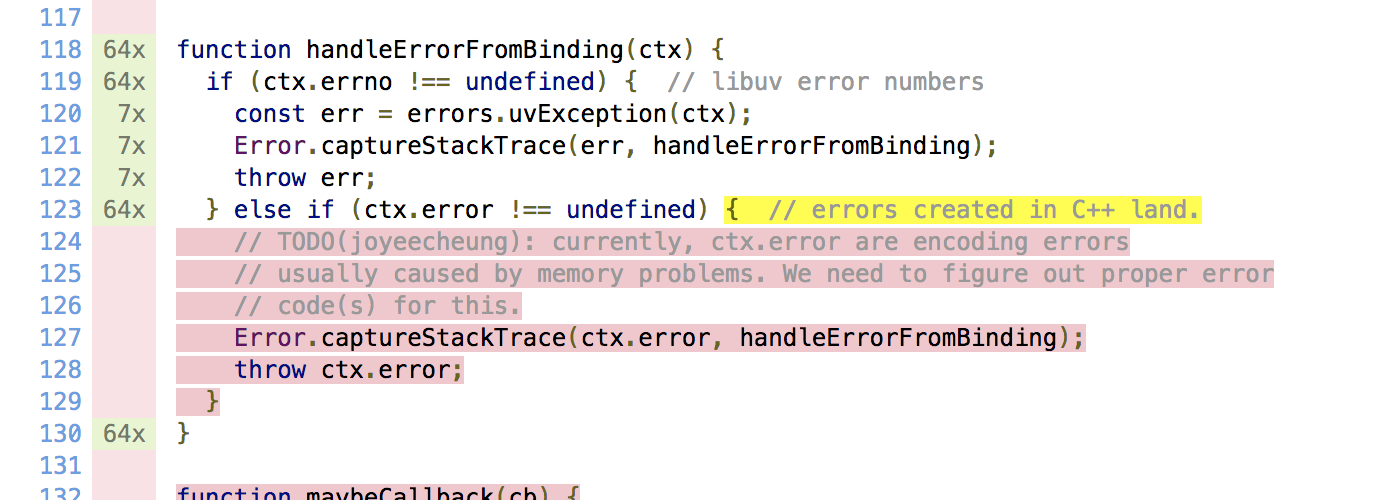 117
118 64x function handleErrorFromBinding(ctx) {
119 64x if (ctx.errno !== undefined) { // libuv error numbers
120 7x const err = errors.uvException(ctx);
121 7x Error.captureStackTrace(err, handleErrorFromBinding);
122 7x throw err;
123 64x } else if (ctx.error !== undefined) { // errors created in C++ land.
124 // TODO(joyeecheung): currently, ctx.error are encoding errors
125 // usually caused by memory problems. We need to figure out proper error
126 // code(s) for this.
127 Error.captureStackTrace(ctx.error, handleErrorFromBinding);
128 throw ctx.error;
129 }
130 64x }
131
132 function maybeCallback(cb) {